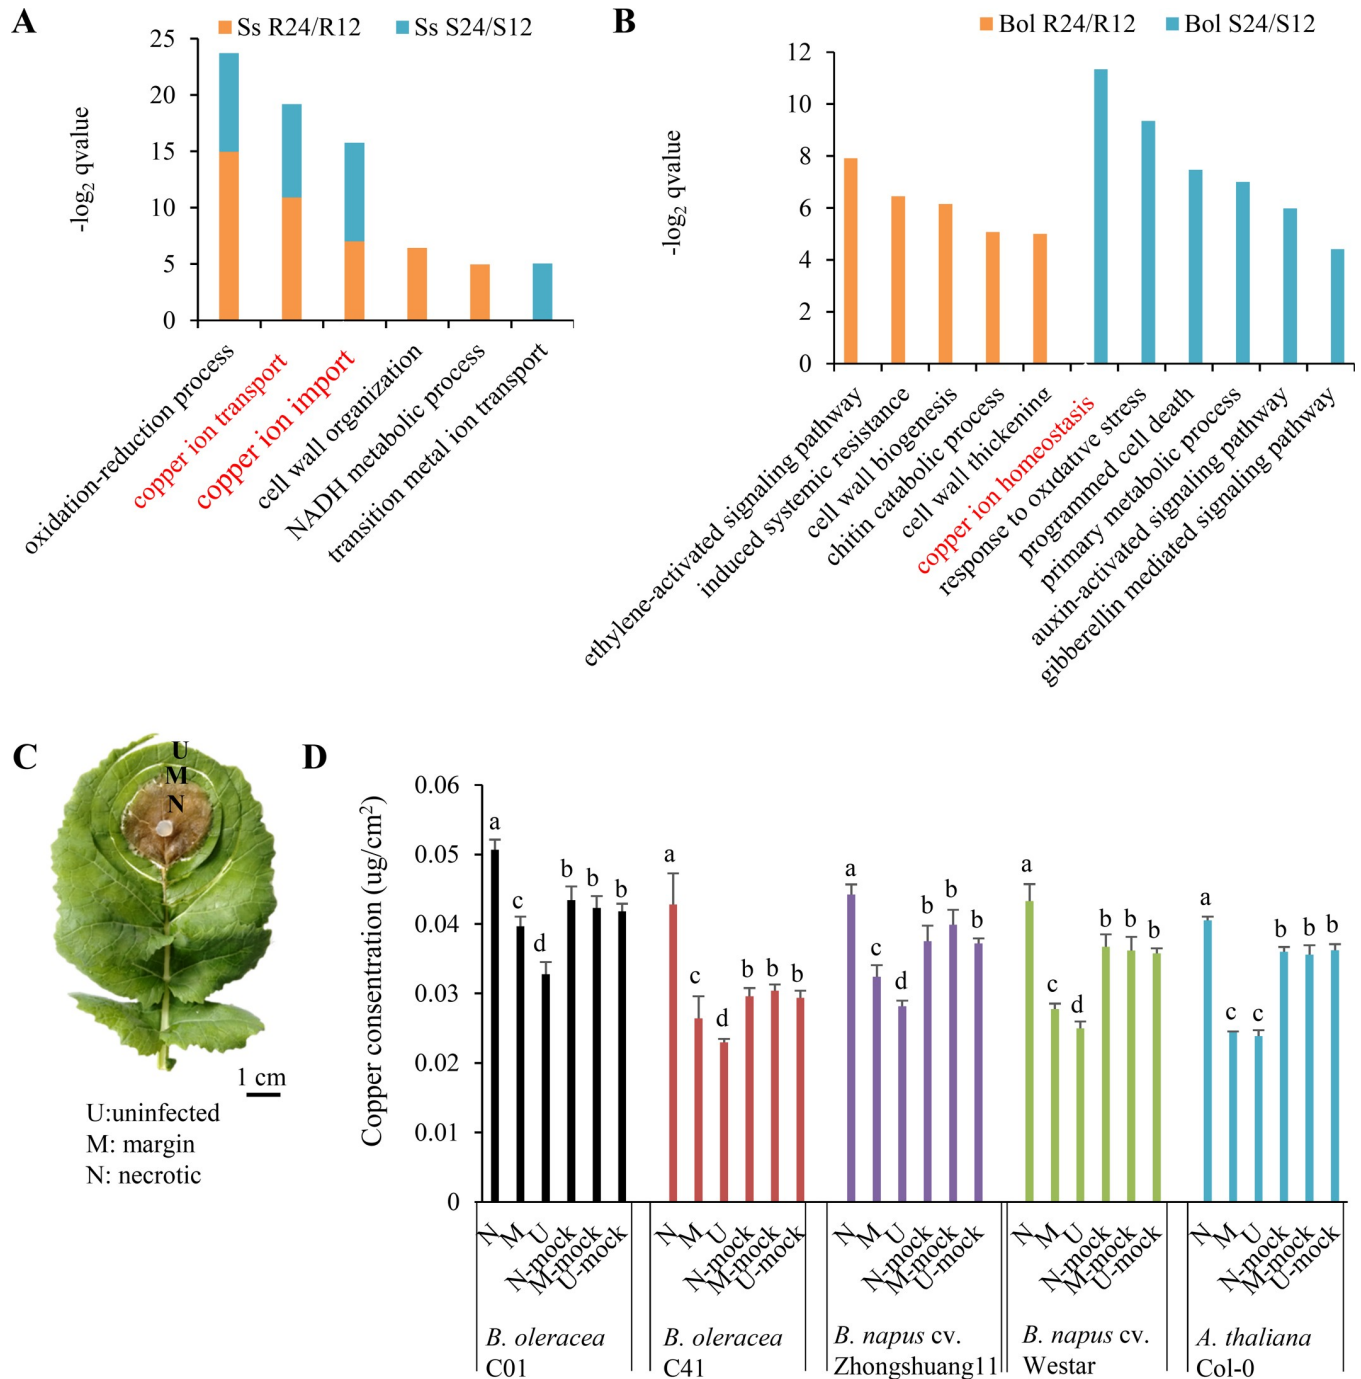 A
Ss R24/R12
Ss S24/S12
25
20
15
10
5
0
-log2 qvalue
oxidation-reduction process
copper ion transport
copper ion import
cell wall organization
NADH metabolic process
transition metal ion transport
B
Bol R24/R12
Bol S24/S12
12
10
8
6
4
2
0
-log2 qvalue
ethylene-activated signaling pathway
induced systemic resistance
cell wall biogenesis
chitin catabolic process
cell wall thickening
copper ion homeostasis
response to oxidative stress
programmed cell death
primary metabolic process
auxin-activated signaling pathway
gibberellin mediated signaling pathway
C
U
M
N
1 cm
U:uninfected
M: margin
N: necrotic
D
Copper consentration (ug/cm2)
0.06
0.05
0.04
0.03
0.02
0.01
0
a c d b b b
a c d b b b
a c d b b b
a c d b b b
a c c b b b
N M U N-mock M-mock U-mock
N M U N-mock M-mock U-mock
N M U N-mock M-mock U-mock
N M U N-mock M-mock U-mock
N M U N-mock M-mock U-mock
B. oleracea
C01
B. oleracea
C41
B. napus cv.
Zhongshuang11
B. napus cv.
Westar
A. thaliana
Col-0